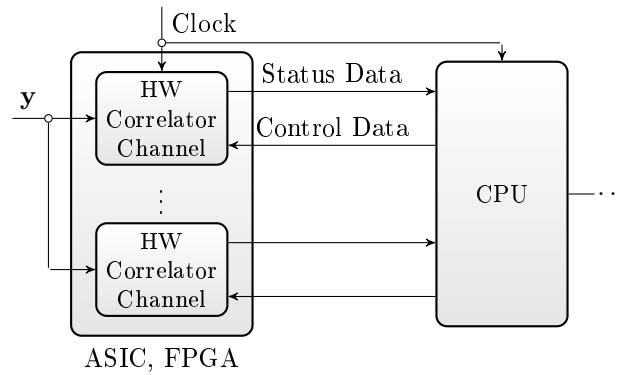 Clock
Status Data
HW
Correlator
Channel
y
Control Data
CPU
HW
Correlator
Channel
ASIC, FPGA